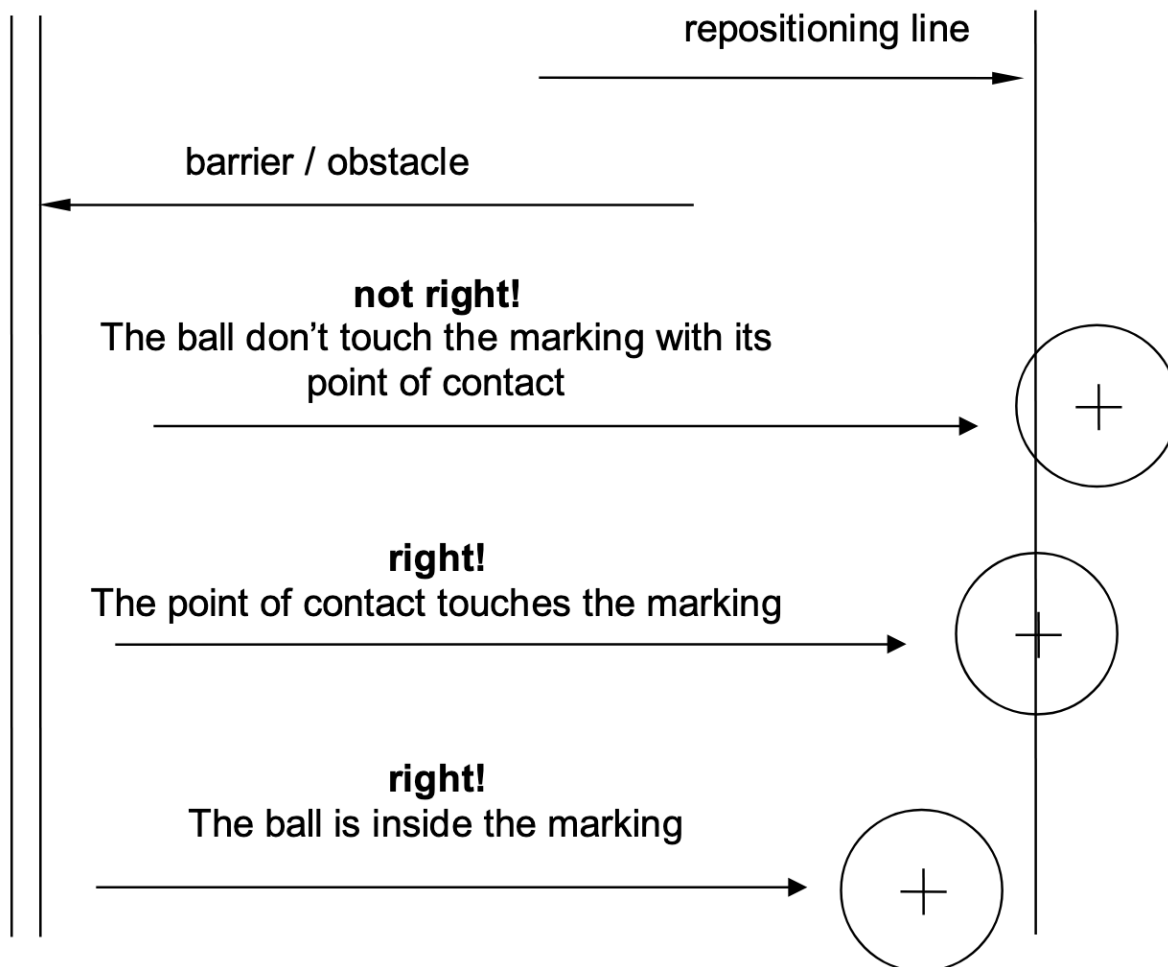 repositioning line
barrier / obstacle
not right!
The ball don't touch the marking with its
point of contact
right!
The point of contact touches the marking
right!
The ball is inside the marking